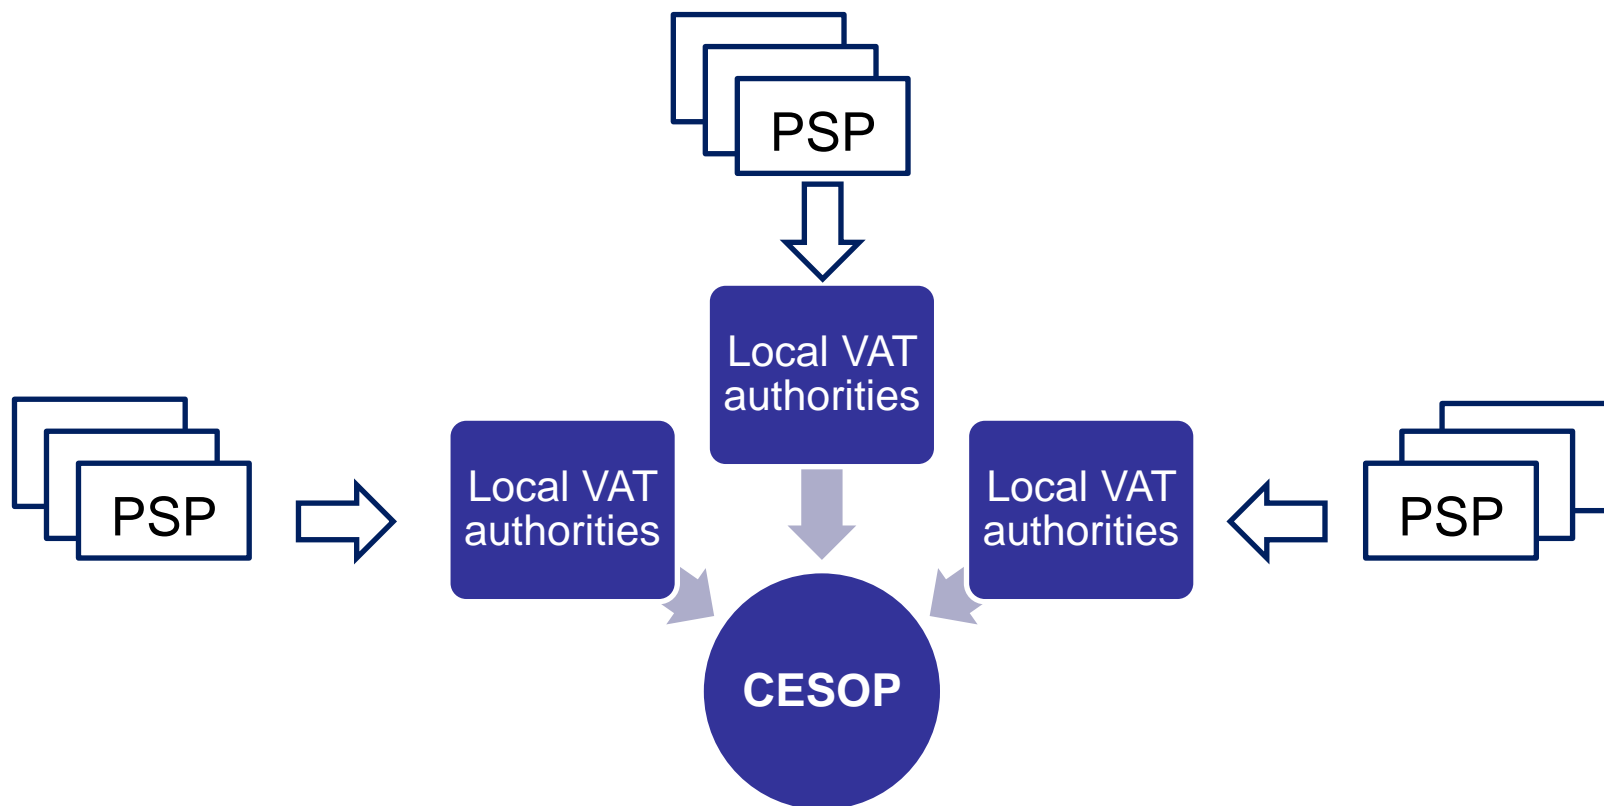 PSP
Local VAT
authorities
PSP
Local VAT
authorities
Local VAT
authorities
PSP
CESOP